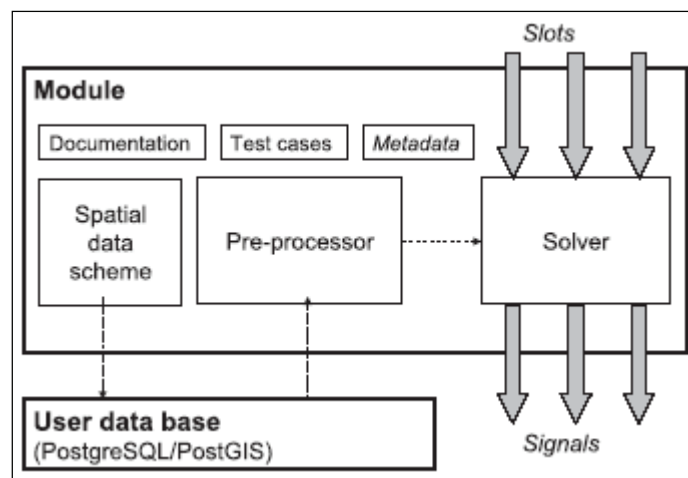 Slots
Module
Documentation
Test cases
Metadata
Spatial
data
scheme
Pre-processor
Solver
User data base
(PostgreSQL/PostGIS)
Signals